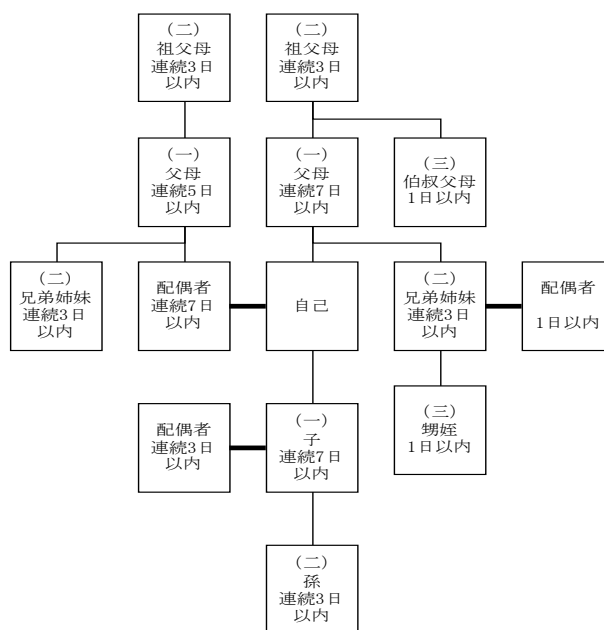 (二)
祖父母
連続3日
以内
(二)
祖父母
連続3日
以内
(一)
父母
連続5日
以内
(一)
父母
連続7日
以内
(三)
伯叔父母
1日以内
(二)
兄弟姉妹
連続3日
以内
配偶者
連続7日
以内
自己
(二)
兄弟姉妹
連続3日
以内
配偶者
1日以内
配偶者
連続3日
以内
(一)
子
連続7日
以内
(三)
甥姪
1日以内
(二)
孫
連続3日
以内